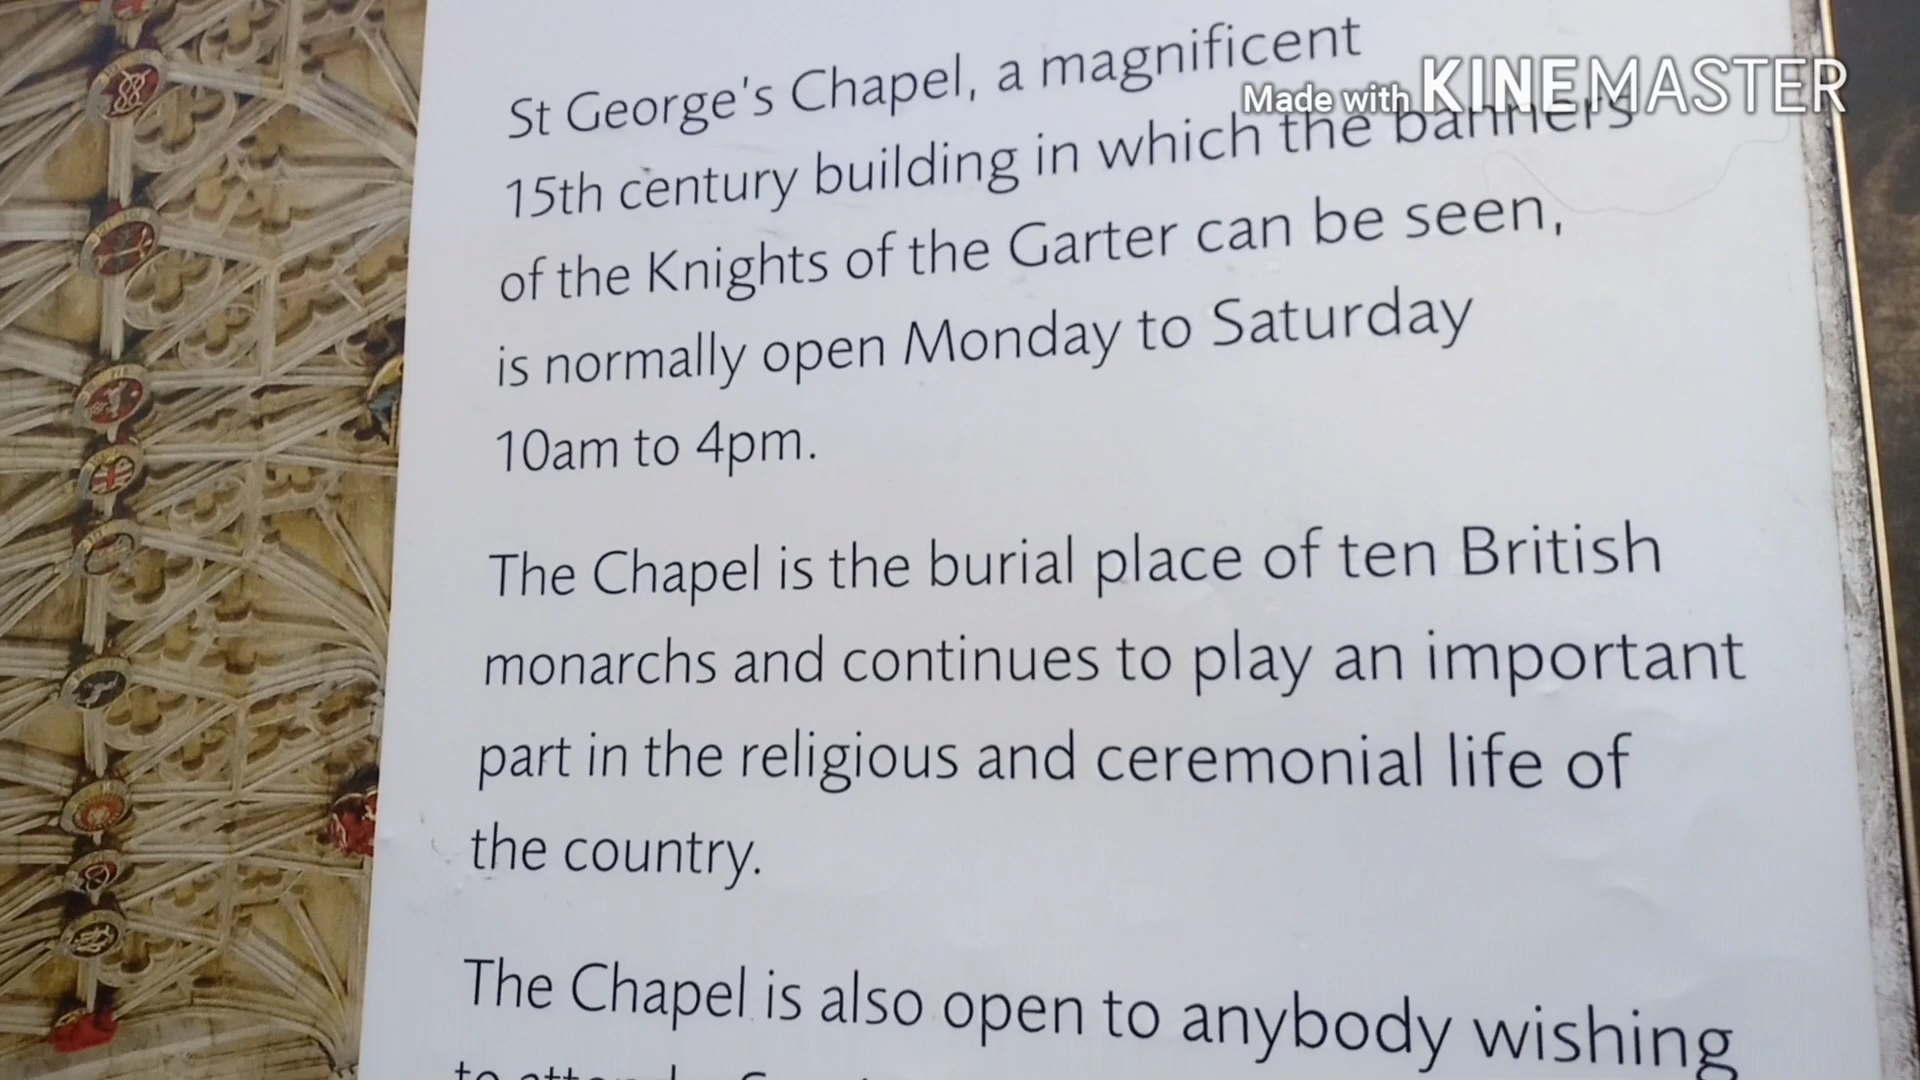 St George's Chapel, a magnificent
Made with KINEMASTER
15th century building in which the banners
of the Knights of the Garter can be seen,
is normally open Monday to Saturday
10am to 4pm.
The Chapel is the burial place of ten British
monarchs and continues to play an important
part in the religious and ceremonial life of
the country.
The Chapel is also open to anybody wishing
to attend